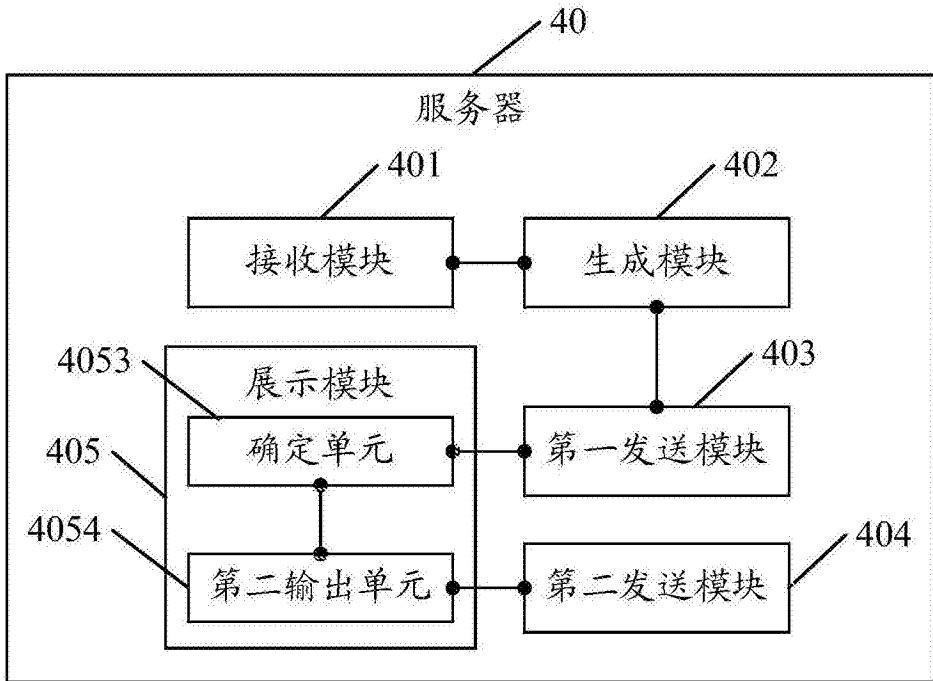 40
服务器
401
402
接收模块
生成模块
4053
展示模块
403
确定单元
第一发送模块
405
4054
404
第二输出单元
第二发送模块